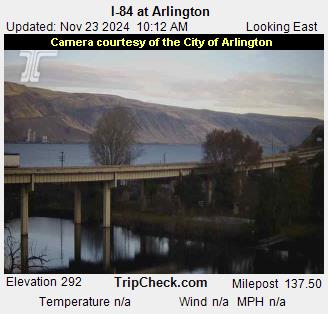 I-84 at Arlington
Updated: Nov 23 2024 10:12 AM Looking East
Camera courtesy of the City of Arlington
Elevation 292 TripCheck.com Milepost 137.50
Temperature n/a Wind n/a MPH n/a